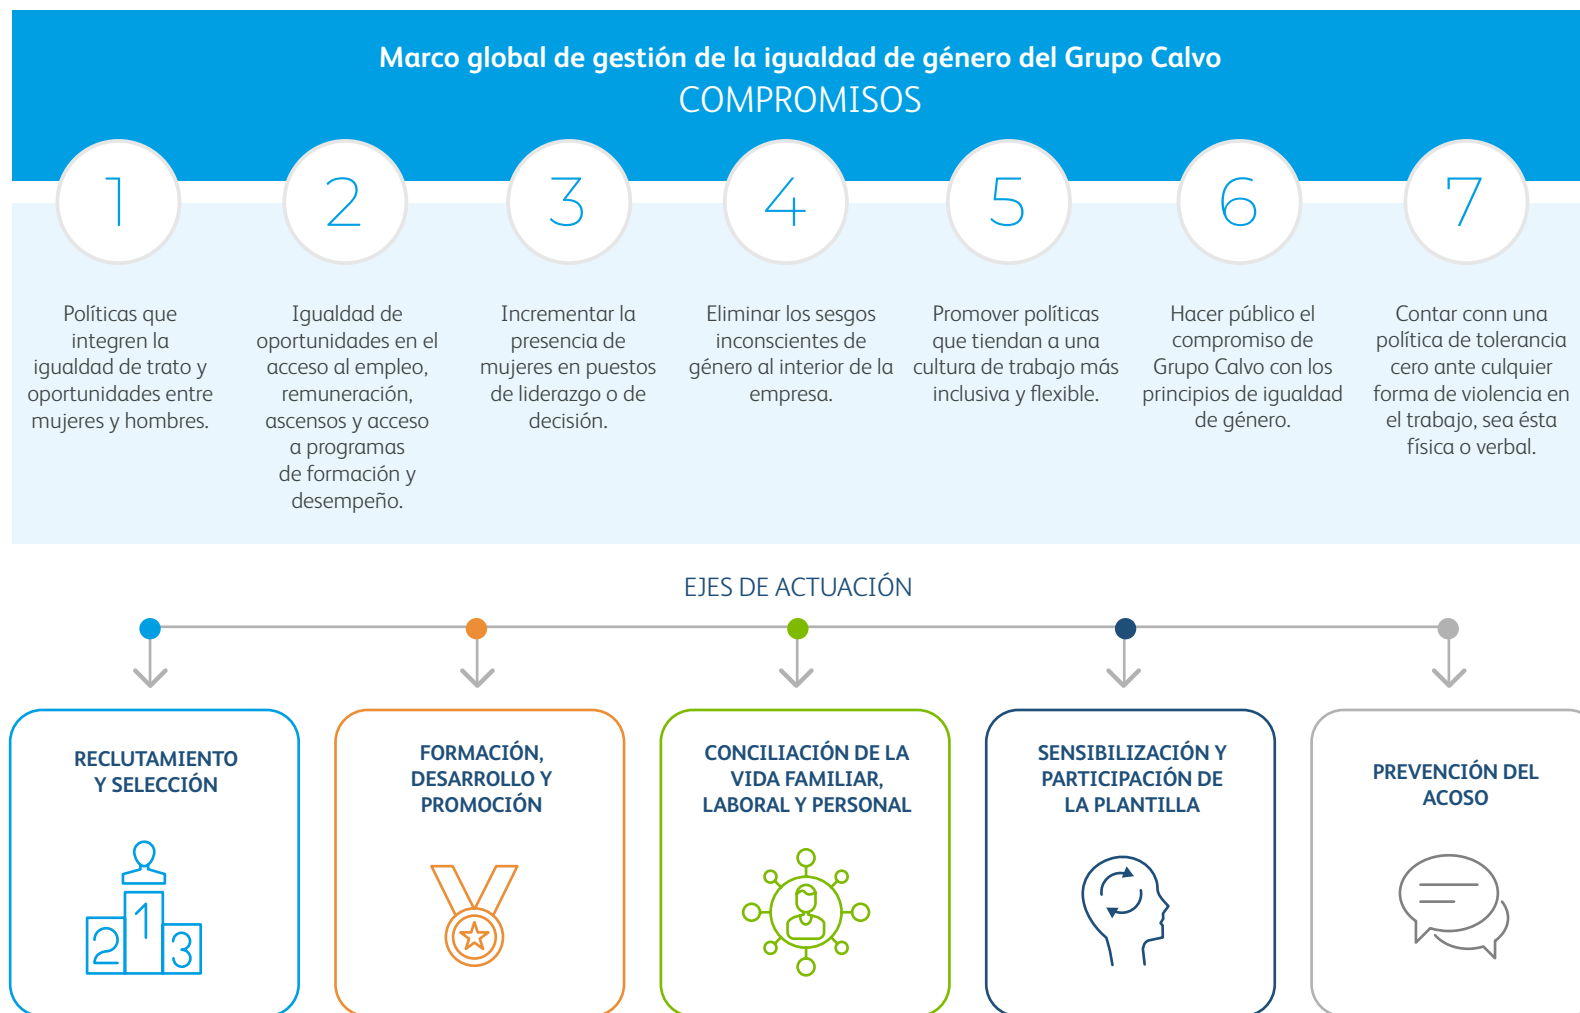 Marco global de gestión de la igualdad de género del Grupo Calvo
COMPROMISOS
1
Políticas que
integren la
igualdad de trato y
oportunidades entre
mujeres y hombres.
2
Igualdad de
oportunidades en el
acceso al empleo,
remuneración,
ascensos y acceso
a programas
de formación y
desempeño.
3
Incrementar la
presencia de
mujeres en puestos
de liderazgo o de
decisión.
4
Eliminar los sesgos
inconscientes de
género al interior de la
empresa.
5
Promover políticas
que tiendan a una
cultura de trabajo más
inclusiva y flexible.
6
Hacer público el
compromiso de
Grupo Calvo con los
principios de igualdad
de género.
7
Contar conn una
política de tolerancia
cero ante culquier
forma de violencia en
el trabajo, sea ésta
física o verbal.
EJES DE ACTUACIÓN
RECLUTAMIENTO
Y SELECCIÓN
2 1 3
FORMACIÓN,
DESARROLLO Y
PROMOCIÓN
CONCILIACIÓN DE LA
VIDA FAMILIAR,
LABORAL Y PERSONAL
SENSIBILIZACIÓN Y
PARTICIPACIÓN DE
LA PLANTILLA
PREVENCIÓN DEL
ACOSO